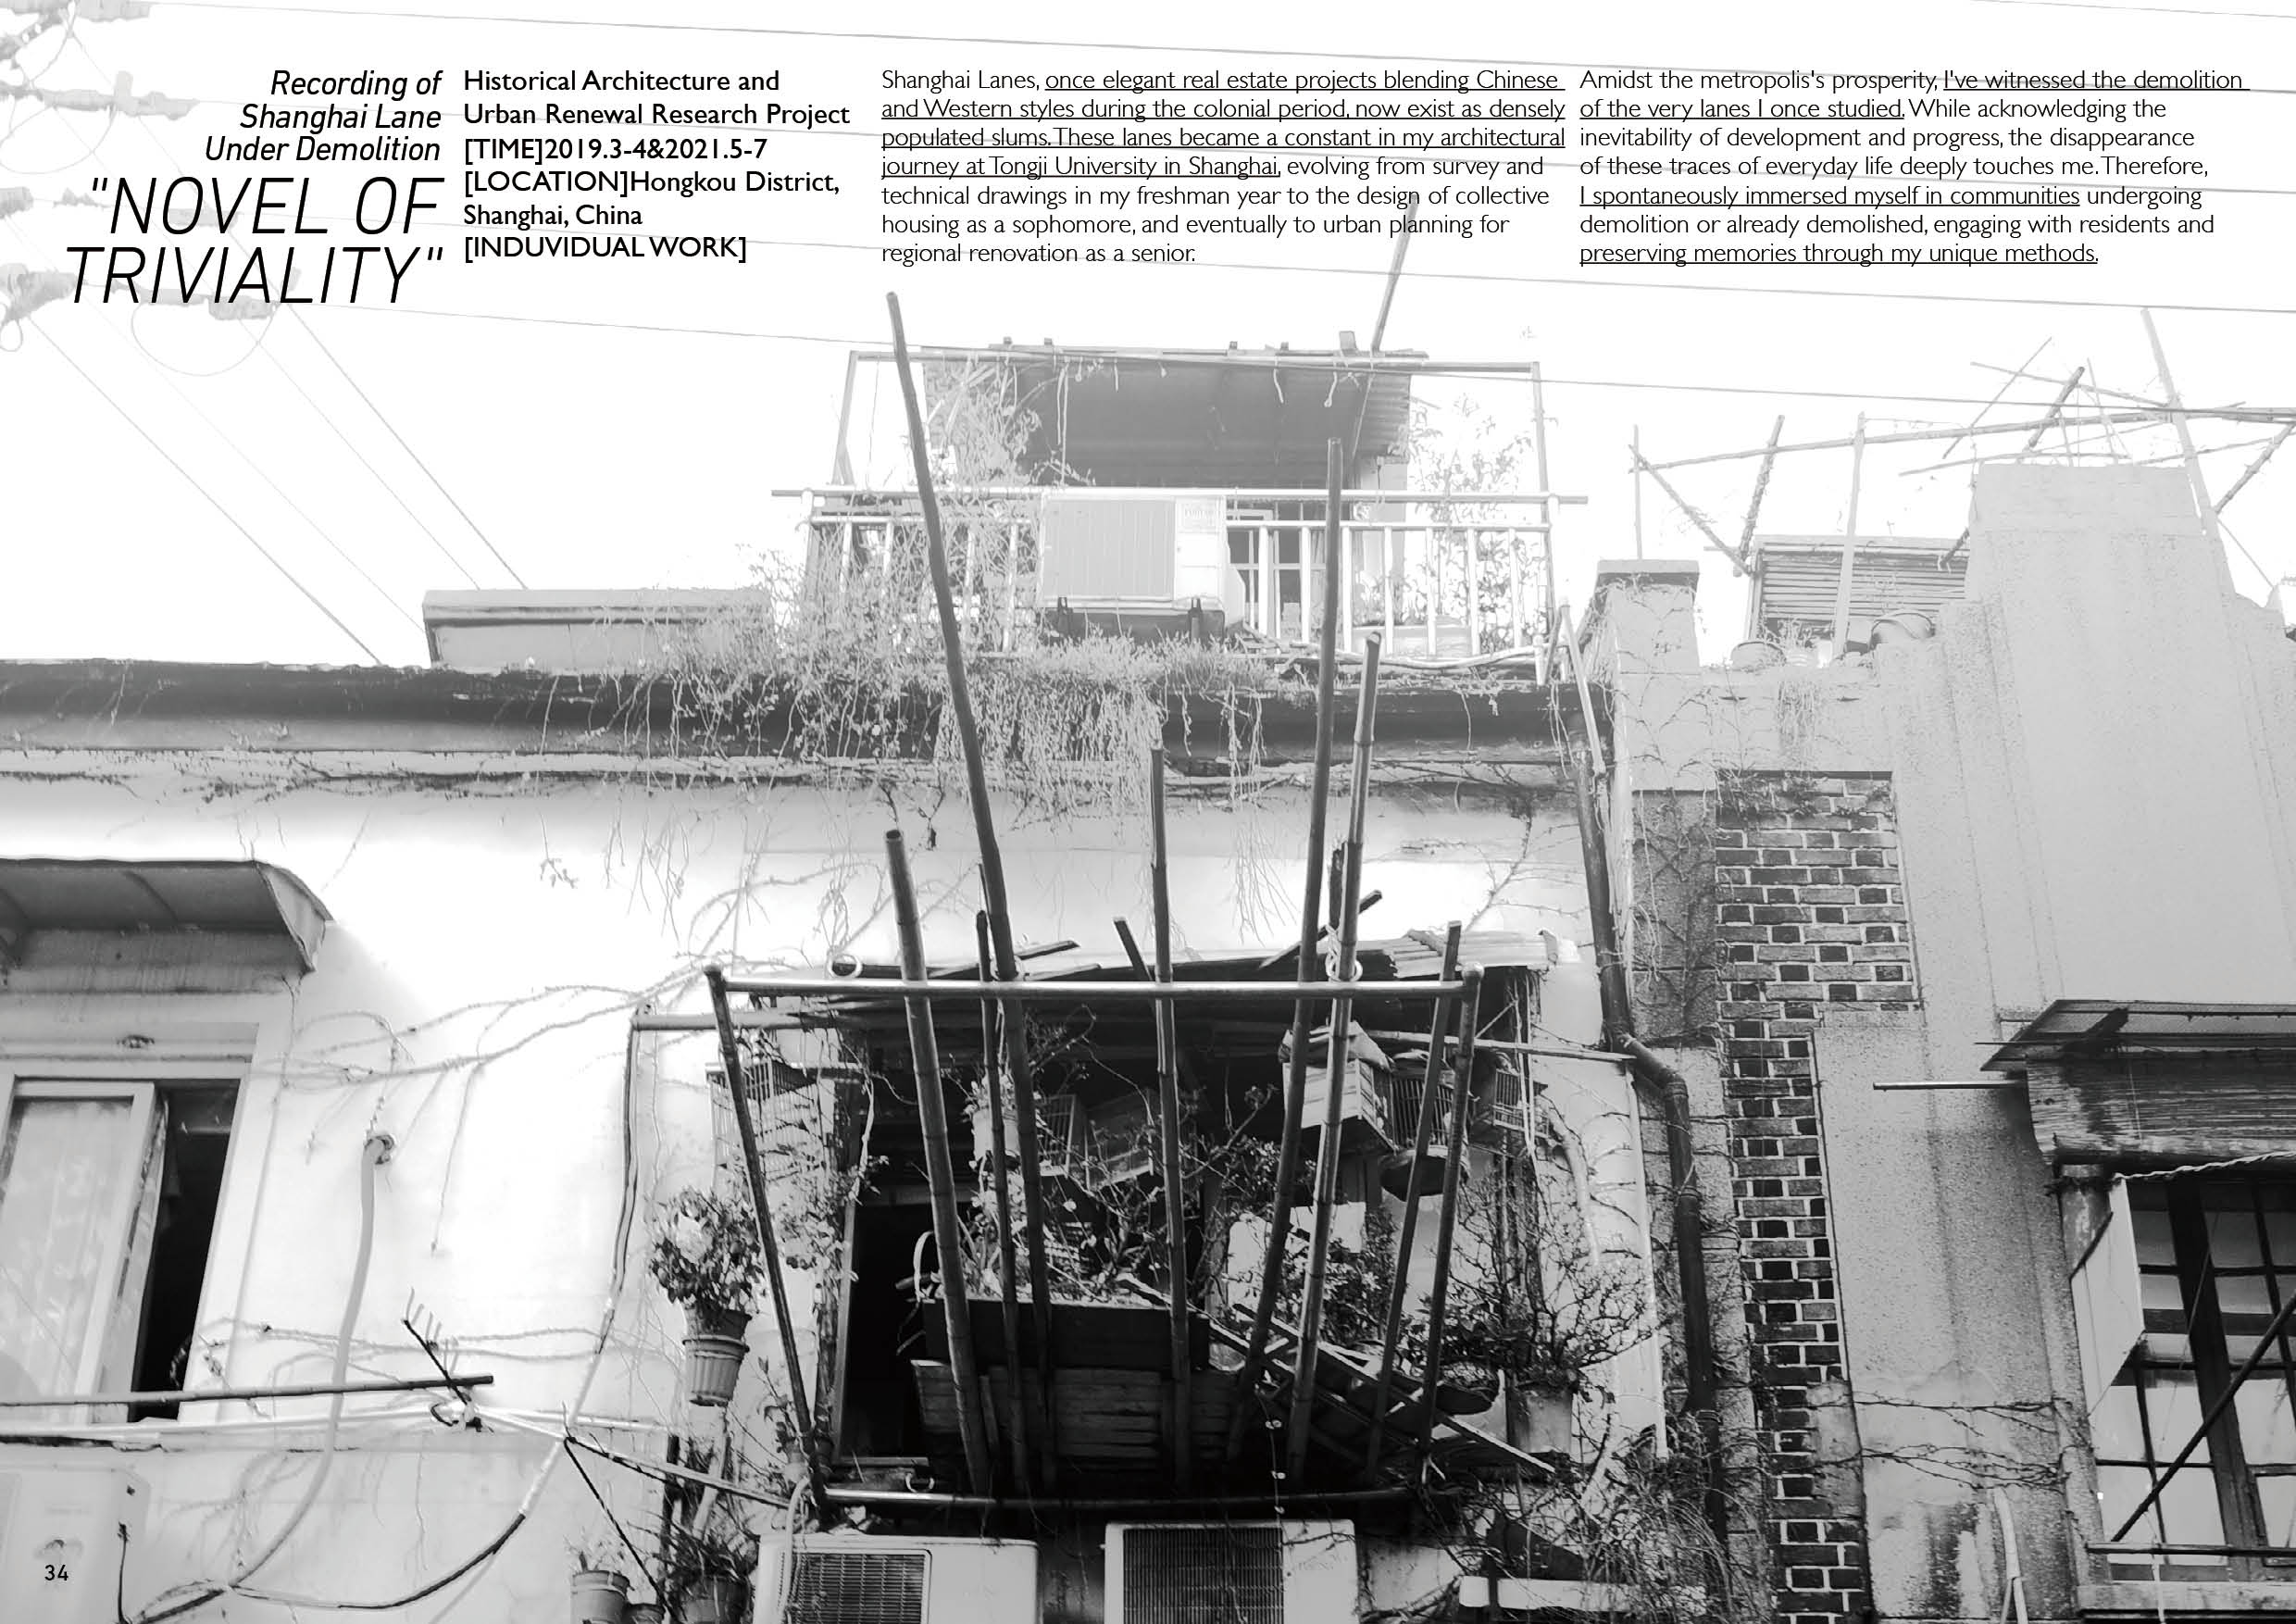 Recording of
Shanghai Lane
Under Demolition
"NOVEL OF
TRIVIALITY"
Historical Architecture and
Urban Renewal Research Project
[TIME]2019.3-4&2021.5-7
[LOCATION]Hongkou District,
Shanghai, China
[INDUVIDUAL WORK]
Shanghai Lanes, once elegant real estate projects blending Chinese
and Western styles during the colonial period, now exist as densely
populated slums. These lanes became a constant in my architectural
journey at Tongji University in Shanghai, evolving from survey and
technical drawings in my freshman year to the design of collective
housing as a sophomore, and eventually to urban planning for
regional renovation as a senior.
Amidst the metropolis's prosperity, I've witnessed the demolition
of the very lanes I once studied. While acknowledging the
inevitability of development and progress, the disappearance
of these traces of everyday life deeply touches me. Therefore,
I spontaneously immersed myself in communities undergoing
demolition or already demolished, engaging with residents and
preserving memories through my unique methods.
34